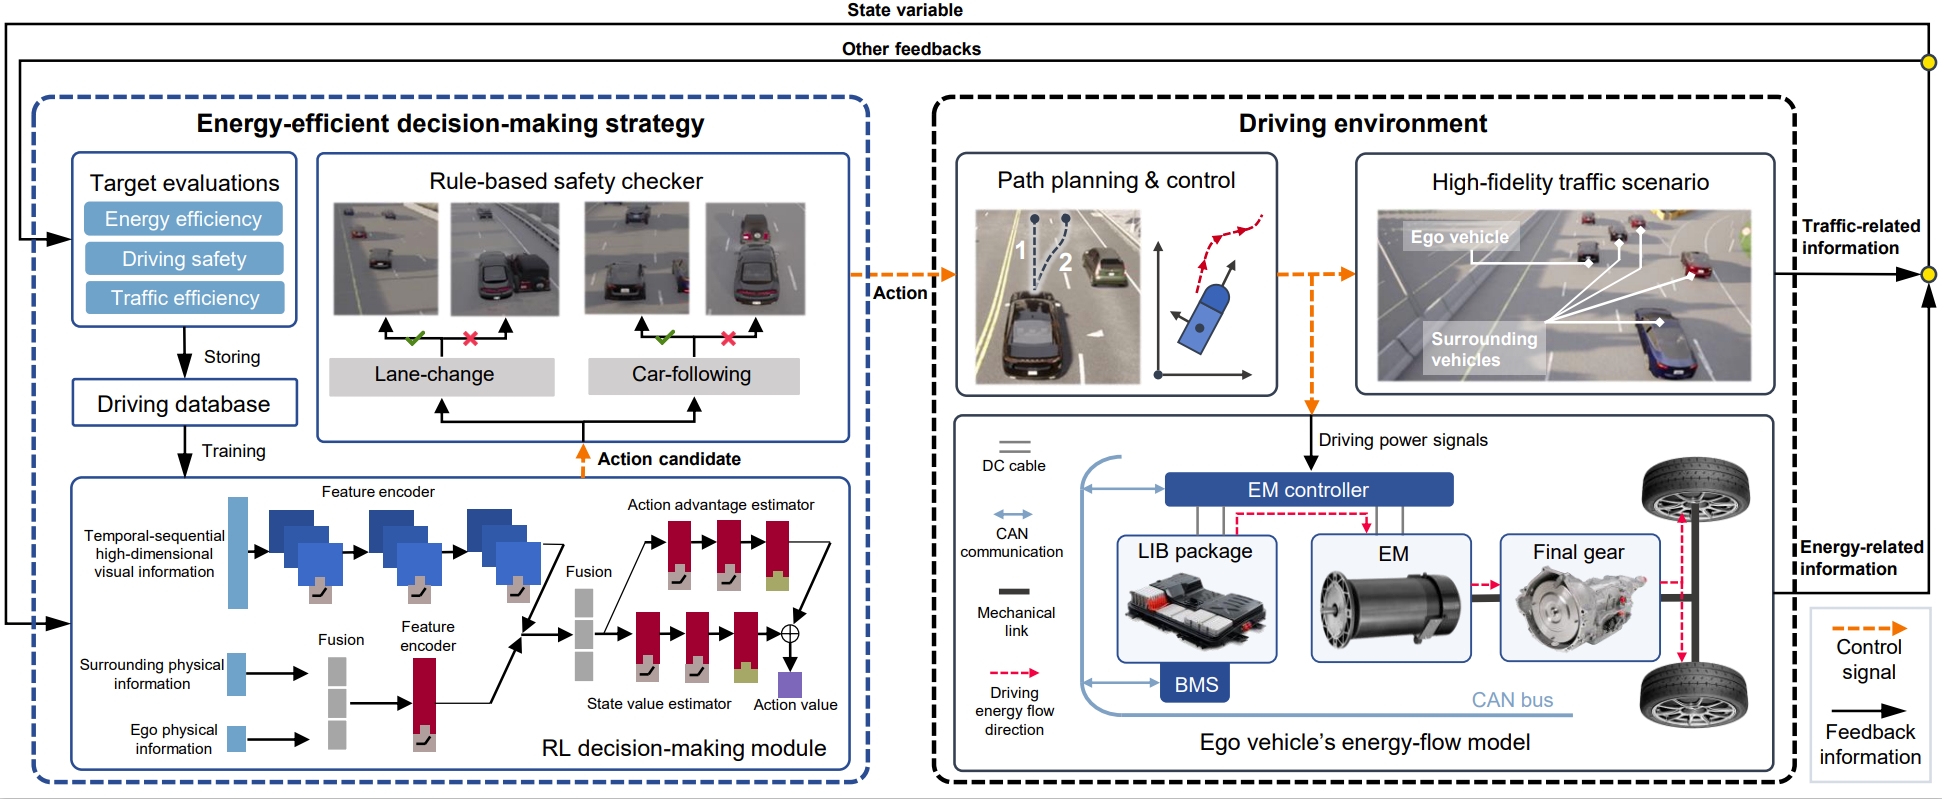 State variable
Other feedbacks
Energy-efficient decision-making strategy
Target evaluations
Energy efficiency
Driving safety
Traffic efficiency
Storing
Driving database
Training
Rule-based safety checker
Lane-change
Car-following
Action candidate
Temporal-sequential
high-dimensional
visual information
Feature encoder
Surrounding physical
information
Ego physical
information
Fusion
Feature
encoder
Fusion
Action advantage estimator
State value estimator
Action value
RL decision-making module
Action
Driving environment
Path planning & control
1
2
High-fidelity traffic scenario
Ego vehicle
Surrounding
vehicles
Driving power signals
DC cable
CAN
communication
Mechanical
link
Driving
energy flow
direction
EM controller
LIB package
EM
Final gear
BMS
CAN bus
Ego vehicle's energy-flow model
Traffic-related
information
Energy-related
information
Control
signal
Feedback
information